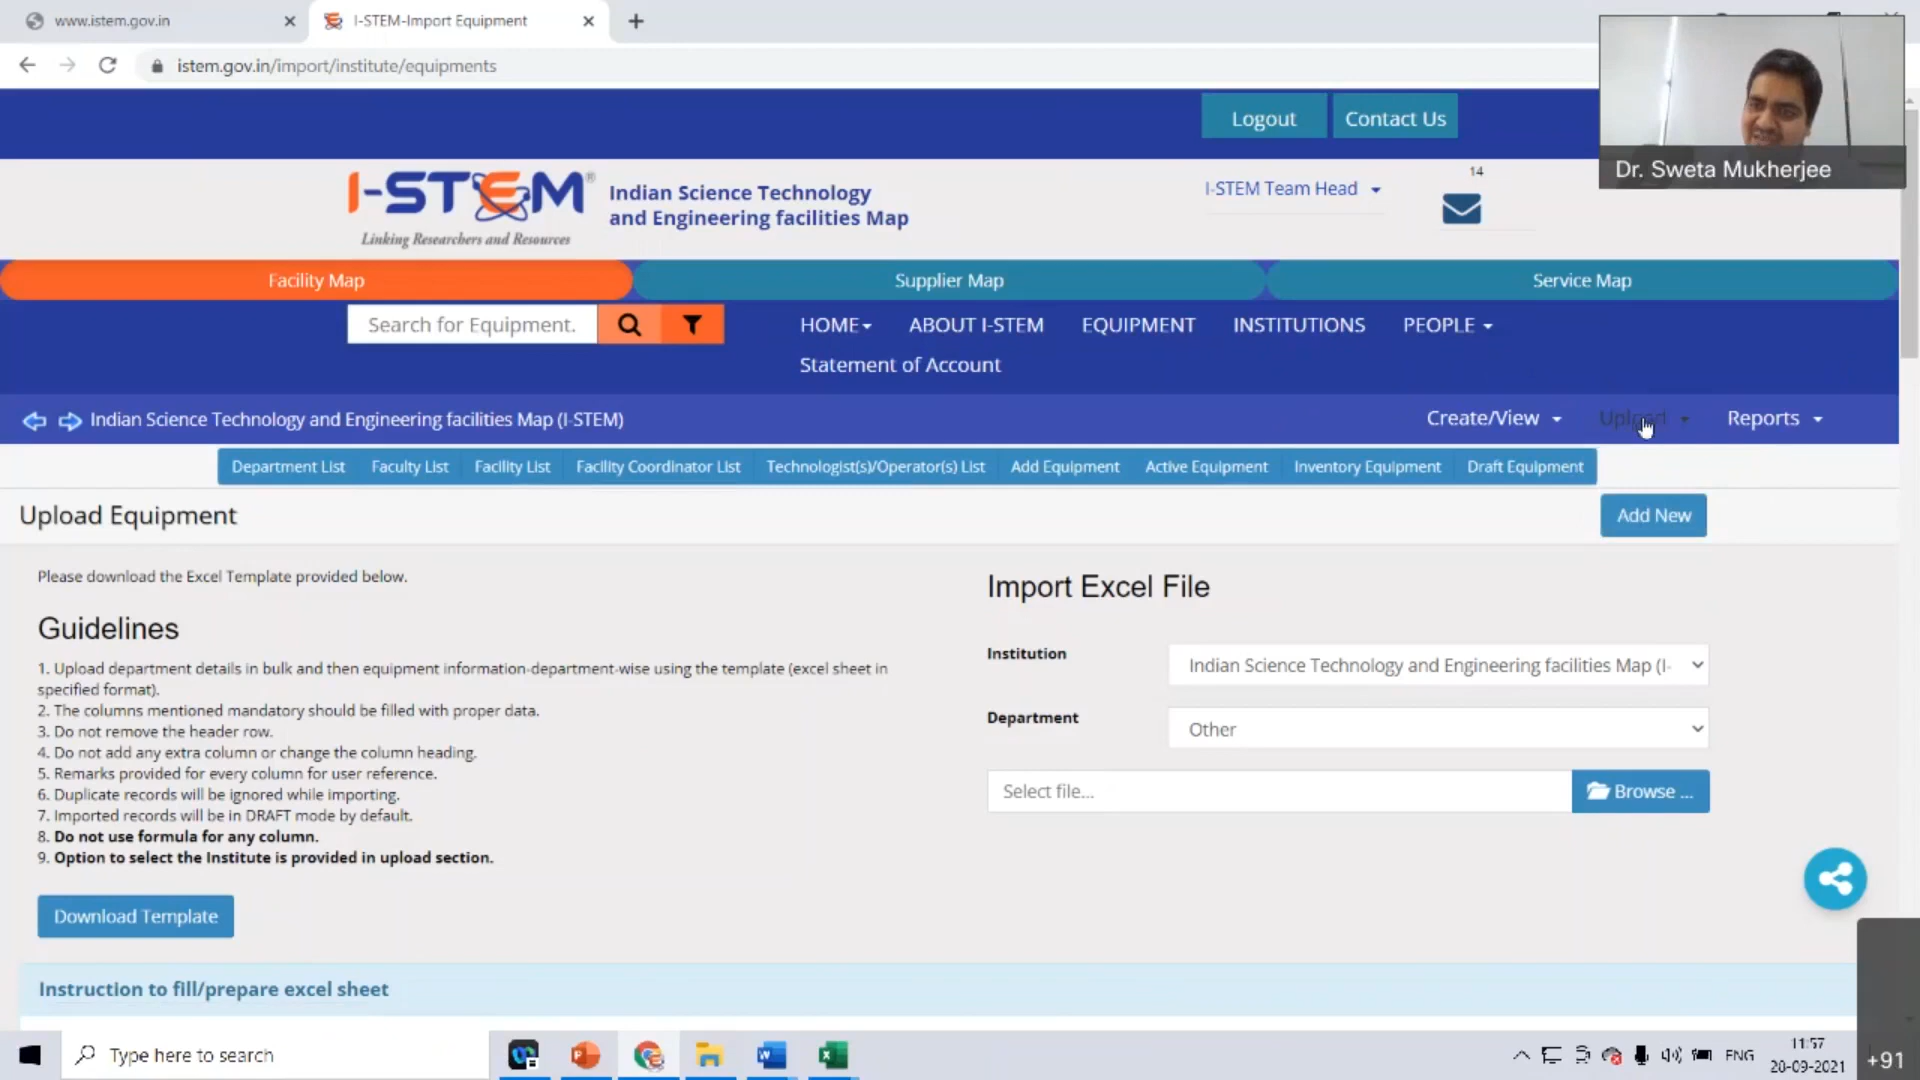 www.istem.gov.in
I-STEM-Import Equipment
istem.gov.in/import/institute/equipments
Dr. Sweta Mukherjee
Logout
Contact Us
I-STEM®
Linking Researchers and Resources
Indian Science Technology
and Engineering facilities Map
I-STEM Team Head
14
Facility Map
Supplier Map
Service Map
Search for Equipment.
HOME
ABOUT I-STEM
EQUIPMENT
INSTITUTIONS
PEOPLE
Statement of Account
Indian Science Technology and Engineering facilities Map (I-STEM)
Create/View
Upload
Reports
Department List
Faculty List
Facility List
Facility Coordinator List
Technologist(s)/Operator(s) List
Add Equipment
Active Equipment
Inventory Equipment
Draft Equipment
Upload Equipment
Add New
Please download the Excel Template provided below.
Guidelines
1. Upload department details in bulk and then equipment information-department-wise using the template (excel sheet in
specified format).
2. The columns mentioned mandatory should be filled with proper data.
3. Do not remove the header row.
4. Do not add any extra column or change the column heading.
5. Remarks provided for every column for user reference.
6. Duplicate records will be ignored while importing.
7. Imported records will be in DRAFT mode by default.
8. Do not use formula for any column.
9. Option to select the Institute is provided in upload section.
Download Template
Import Excel File
Institution
Indian Science Technology and Engineering facilities Map (I-
Department
Other
Select file...
Browse ...
Instruction to fill/prepare excel sheet
Type here to search
ENG
11:57
20-09-2021
+91